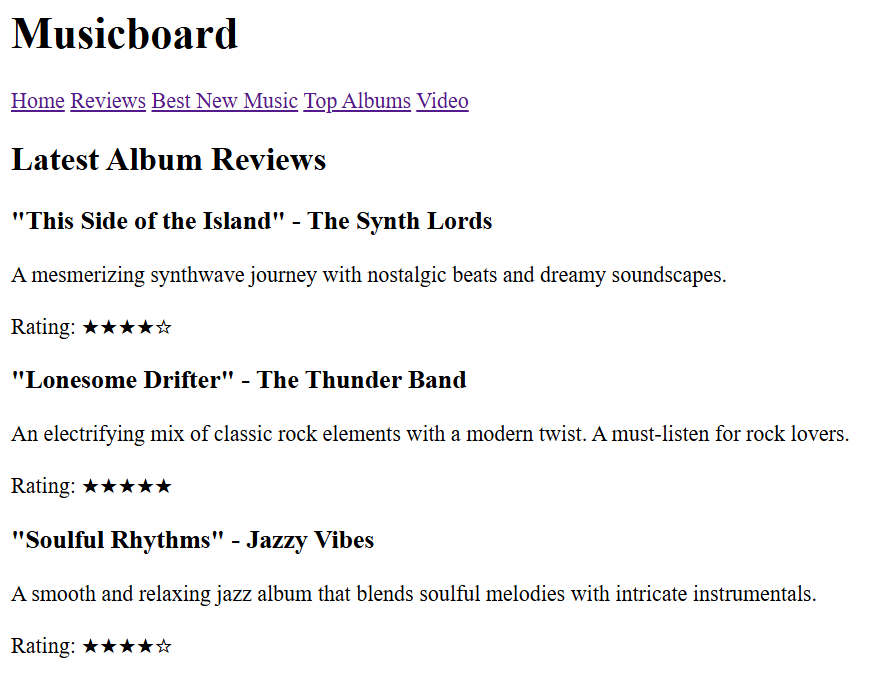 Musicboard
Home Reviews Best New Music Top Albums Video
Latest Album Reviews
"This Side of the Island" - The Synth Lords
A mesmerizing synthwave journey with nostalgic beats and dreamy soundscapes.
Rating: ★★★★☆
"Lonesome Drifter" - The Thunder Band
An electrifying mix of classic rock elements with a modern twist. A must-listen for rock lovers.
Rating: ★★★★★
"Soulful Rhythms" - Jazzy Vibes
A smooth and relaxing jazz album that blends soulful melodies with intricate instrumentals.
Rating: ★★★★☆